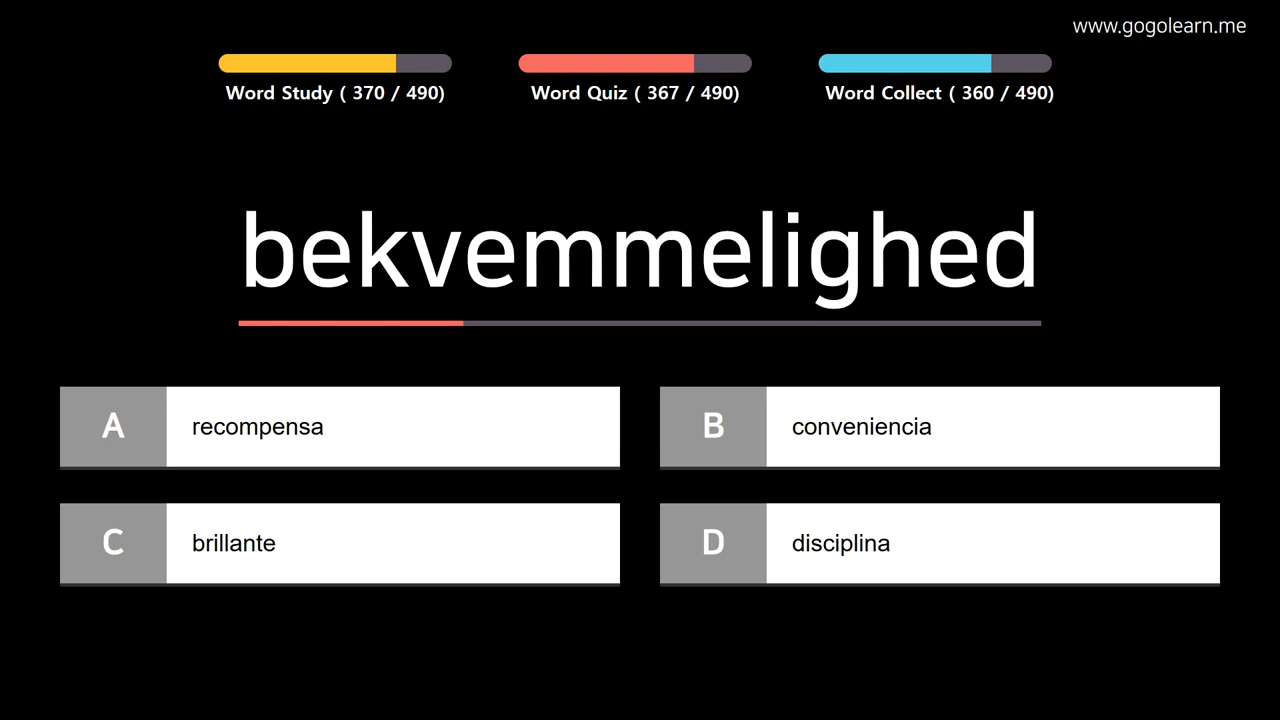 www.gogolearn.me
Word Study ( 370 / 490)
Word Quiz ( 367 / 490)
Word Collect ( 360 / 490)
bekvemmelighed
A recompensa
B conveniencia
C brillante
D disciplina